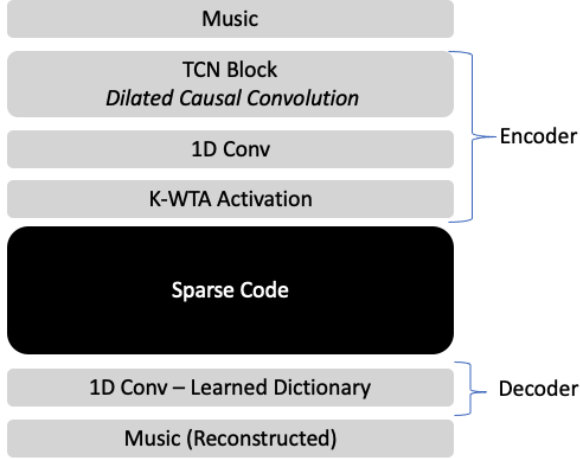 Music
TCN Block
Dilated Causal Convolution
1D Conv
K-WTA Activation
Encoder
Sparse Code
1D Conv – Learned Dictionary
Decoder
Music (Reconstructed)